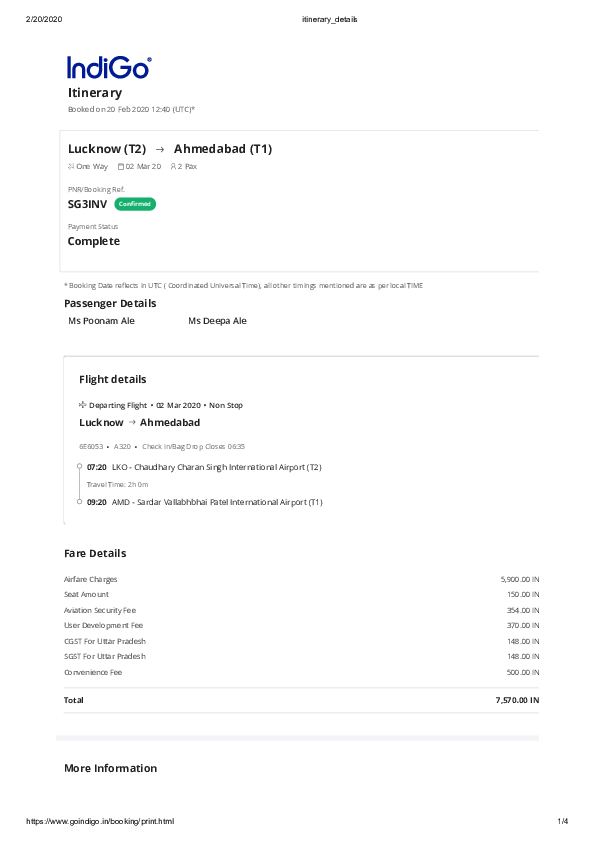 2/20/2020 itinerary_details
IndiGo
Itinerary
Booked on 20 Feb 2020 12:40 (UTC)*
Lucknow (T2) → Ahmedabad (T1)
One Way 02 Mar 20 2 Pax
PNR/Booking Ref.
SG3INV Confirmed
Payment Status
Complete
* Booking Date reflects in UTC ( Coordinated Universal Time), all other timings mentioned are as per local TIME
Passenger Details
Ms Poonam Ale Ms Deepa Ale
Flight details
Departing Flight • 02 Mar 2020 • Non Stop
Lucknow → Ahmedabad
6E6053 • A320 • Check in/Bag Drop Closes 06:35
07:20 LKO - Chaudhary Charan Singh International Airport (T2)
Travel Time: 2h 0m
09:20 AMD - Sardar Vallabhbhai Patel International Airport (T1)
Fare Details
Airfare Charges 5,900.00 IN
Seat Amount 150.00 IN
Aviation Security Fee 354.00 IN
User Development Fee 370.00 IN
CGST For Uttar Pradesh 148.00 IN
SGST For Uttar Pradesh 148.00 IN
Convenience Fee 500.00 IN
Total 7,570.00 IN
More Information
https://www.goindigo.in/booking/print.html 1/4